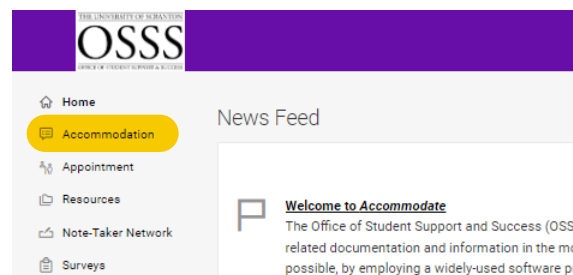 THE UNIVERSITY OF SCRANTON
OSSS
OFFICE OF STUDENT SUPPORT & SUCCESS
Home
Accommodation
Appointment
Resources
Note-Taker Network
Surveys
News Feed
Welcome to Accommodate
The Office of Student Support and Success (OSS
related documentation and information in the mo
possible, by employing a widely-used software p